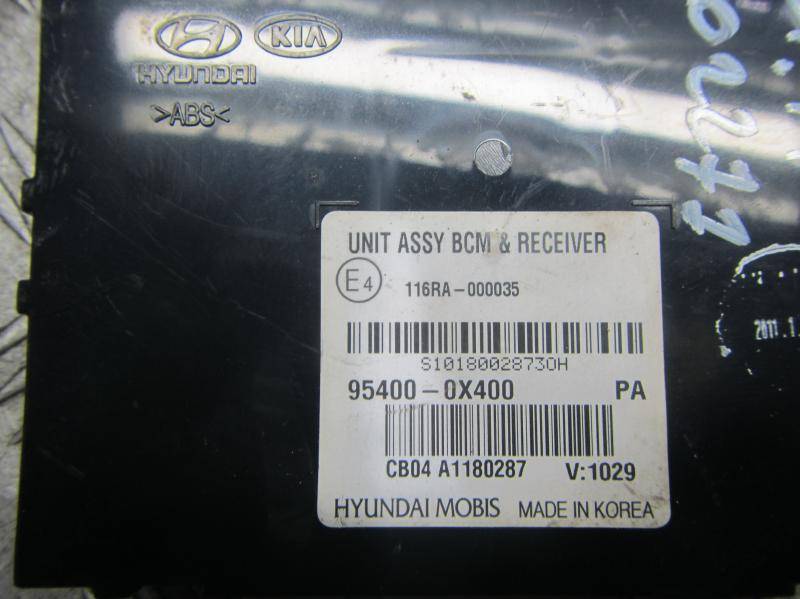 KIA
HYUNDAI
>ABS<
62271
UNIT ASSY BCM & RECEIVER
E4
116RA-000035
S10180028730H
95400-0X400 PA
CB04 A1180287 V:1029
HYUNDAI MOBIS MADE IN KOREA